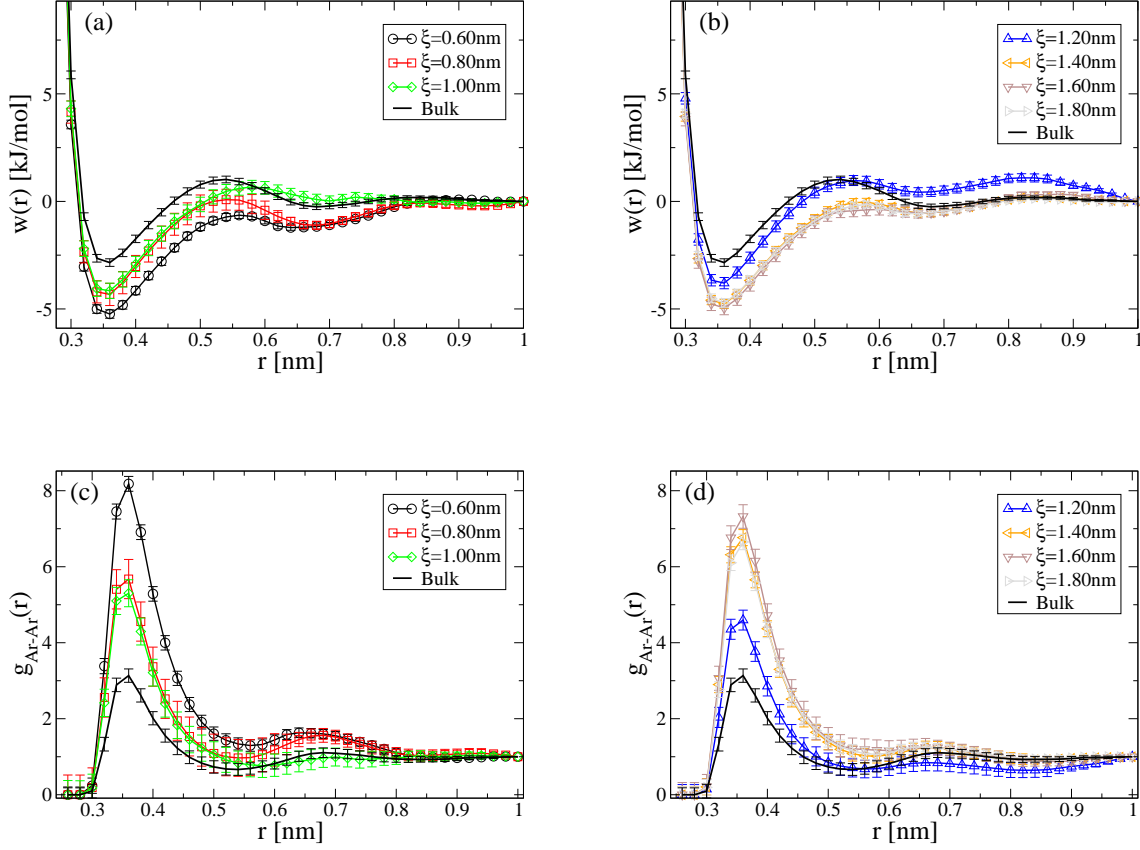 (a)
ξ=0.60nm
ξ=0.80nm
ξ=1.00nm
Bulk
w(r) [kJ/mol]
5
0
-5
0.3 0.4 0.5 0.6 0.7 0.8 0.9 1
r [nm]
(b)
ξ=1.20nm
ξ=1.40nm
ξ=1.60nm
ξ=1.80nm
Bulk
w(r) [kJ/mol]
5
0
-5
0.3 0.4 0.5 0.6 0.7 0.8 0.9 1
r [nm]
(c)
ξ=0.60nm
ξ=0.80nm
ξ=1.00nm
Bulk
g Ar-Ar (r)
8
6
4
2
0
0.3 0.4 0.5 0.6 0.7 0.8 0.9 1
r [nm]
(d)
ξ=1.20nm
ξ=1.40nm
ξ=1.60nm
ξ=1.80nm
Bulk
g Ar-Ar (r)
8
6
4
2
0
0.3 0.4 0.5 0.6 0.7 0.8 0.9 1
r [nm]